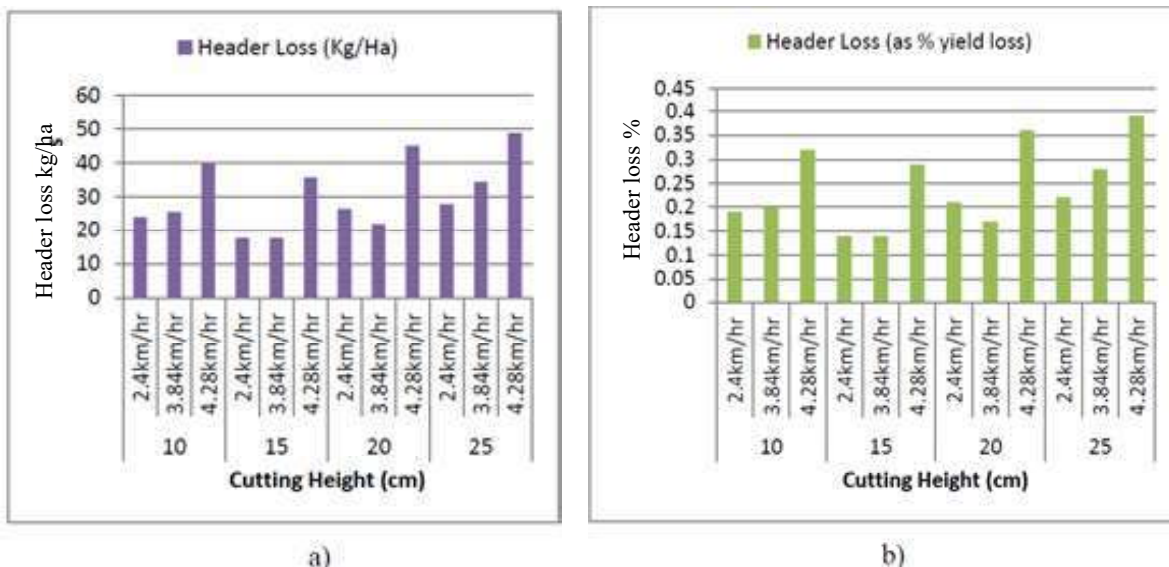 Header Loss (Kg/Ha)
Header loss kg/ha
60
50
40
30
20
10
0
2.4km/hr
3.84km/hr
4.28km/hr
2.4km/hr
3.84km/hr
4.28km/hr
2.4km/hr
3.84km/hr
4.28km/hr
2.4km/hr
3.84km/hr
4.28km/hr
10 15 20 25
Cutting Height (cm)
a)
Header Loss (as % yield loss)
Header loss %
0.45
0.4
0.35
0.3
0.25
0.2
0.15
0.1
0.05
0
2.4km/hr
3.84km/hr
4.28km/hr
2.4km/hr
3.84km/hr
4.28km/hr
2.4km/hr
3.84km/hr
4.28km/hr
2.4km/hr
3.84km/hr
4.28km/hr
10 15 20 25
Cutting Height (cm)
b)